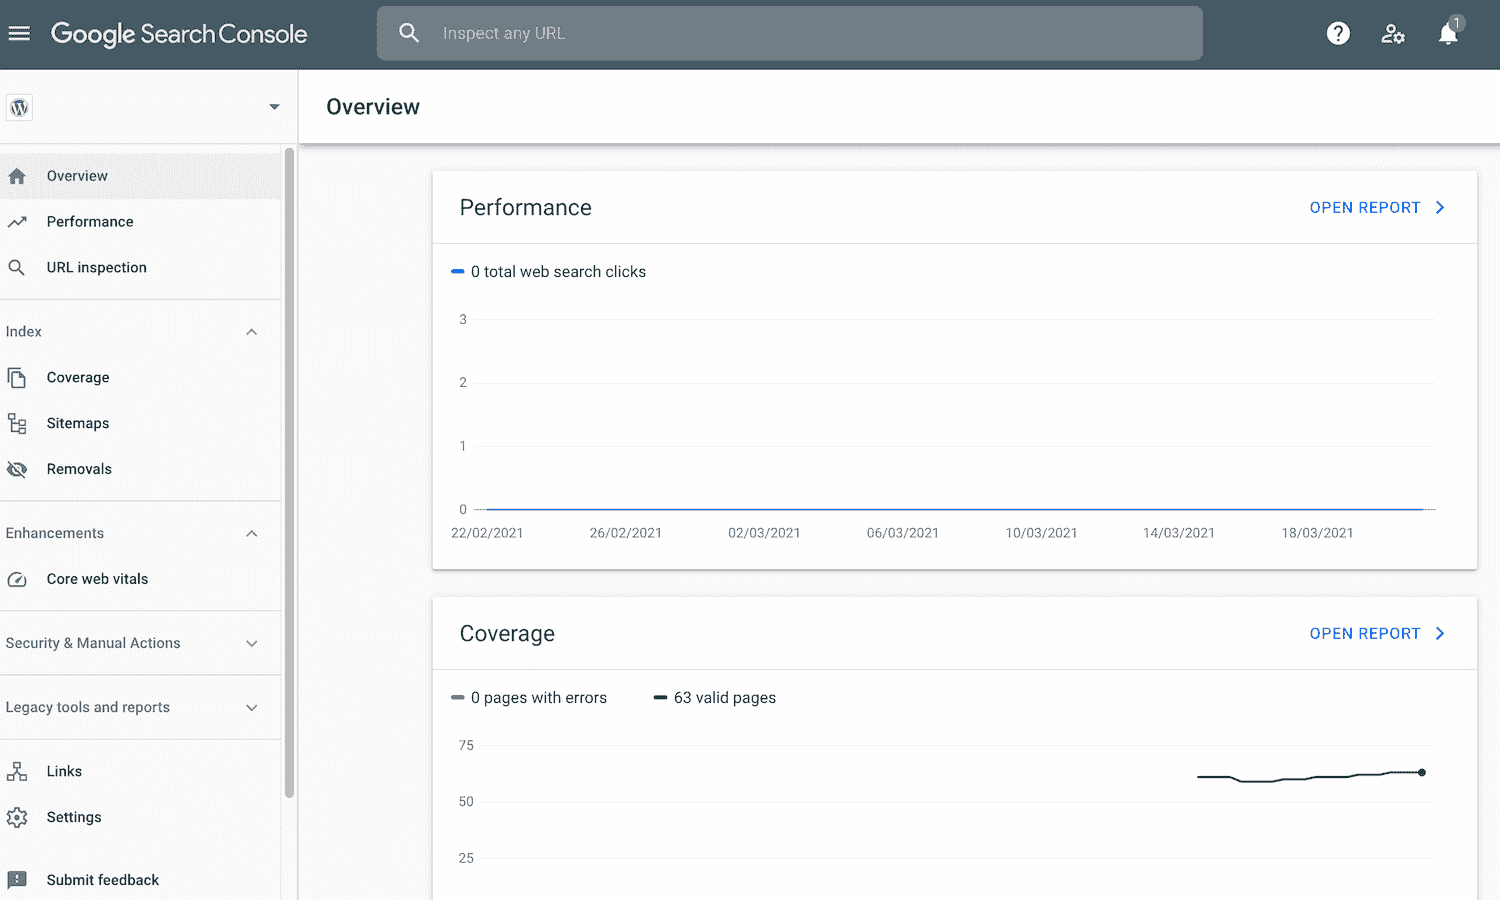 Google Search Console
Inspect any URL
1
Overview
Overview
Performance
URL inspection
Index
Coverage
Sitemaps
Removals
Enhancements
Core web vitals
Security & Manual Actions
Legacy tools and reports
Links
Settings
Submit feedback
Performance
OPEN REPORT
0 total web search clicks
3
2
1
0
22/02/2021 26/02/2021 02/03/2021 06/03/2021 10/03/2021 14/03/2021 18/03/2021
Coverage
OPEN REPORT
0 pages with errors 63 valid pages
75
50
25